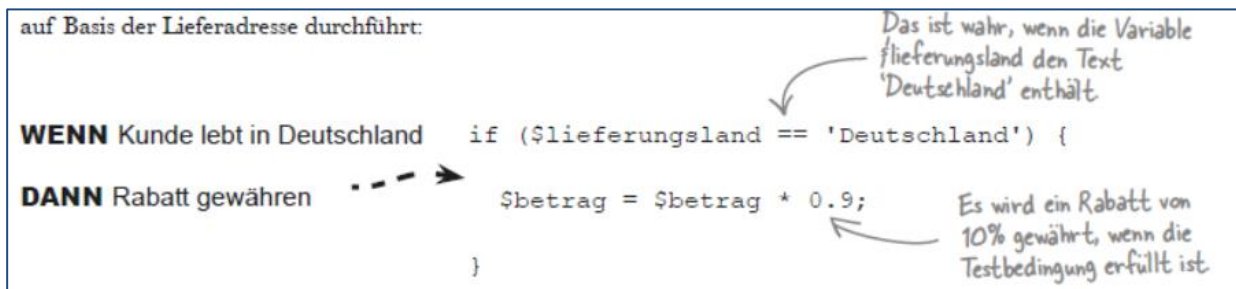 auf Basis der Lieferadresse durchführt:
Das ist wahr, wenn die Variable
$lieferungsland den Text
'Deutschland' enthält
WENN Kunde lebt in Deutschland
if ($lieferungsland == 'Deutschland') {
DANN Rabatt gewähren
$betrag = $betrag * 0.9;
Es wird ein Rabatt von
10% gewährt, wenn die
Testbedingung erfüllt ist
}